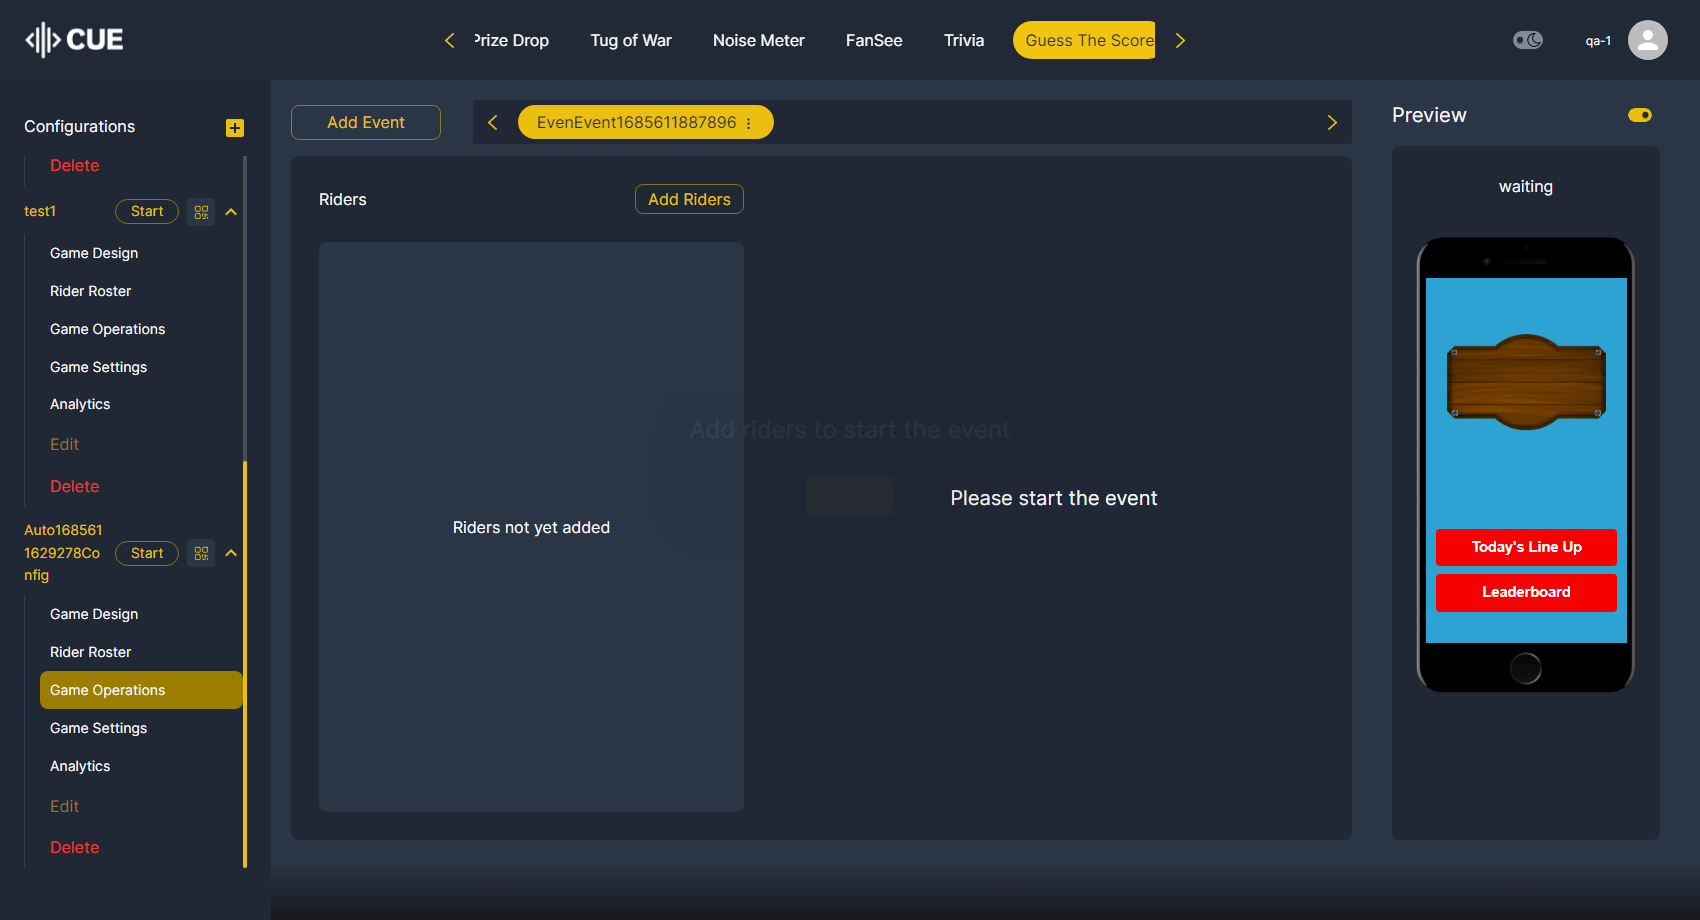 CUE
Prize Drop
Tug of War
Noise Meter
FanSee
Trivia
Guess The Score
qa-1
Configurations
Delete
test1
Start
Game Design
Rider Roster
Game Operations
Game Settings
Analytics
Edit
Delete
Auto168561
1629278Co
nfig
Start
Game Design
Rider Roster
Game Operations
Game Settings
Analytics
Edit
Delete
Add Event
EvenEvent1685611887896
Riders
Add Riders
Add riders to start the event
Riders not yet added
Please start the event
Preview
waiting
Today's Line Up
Leaderboard